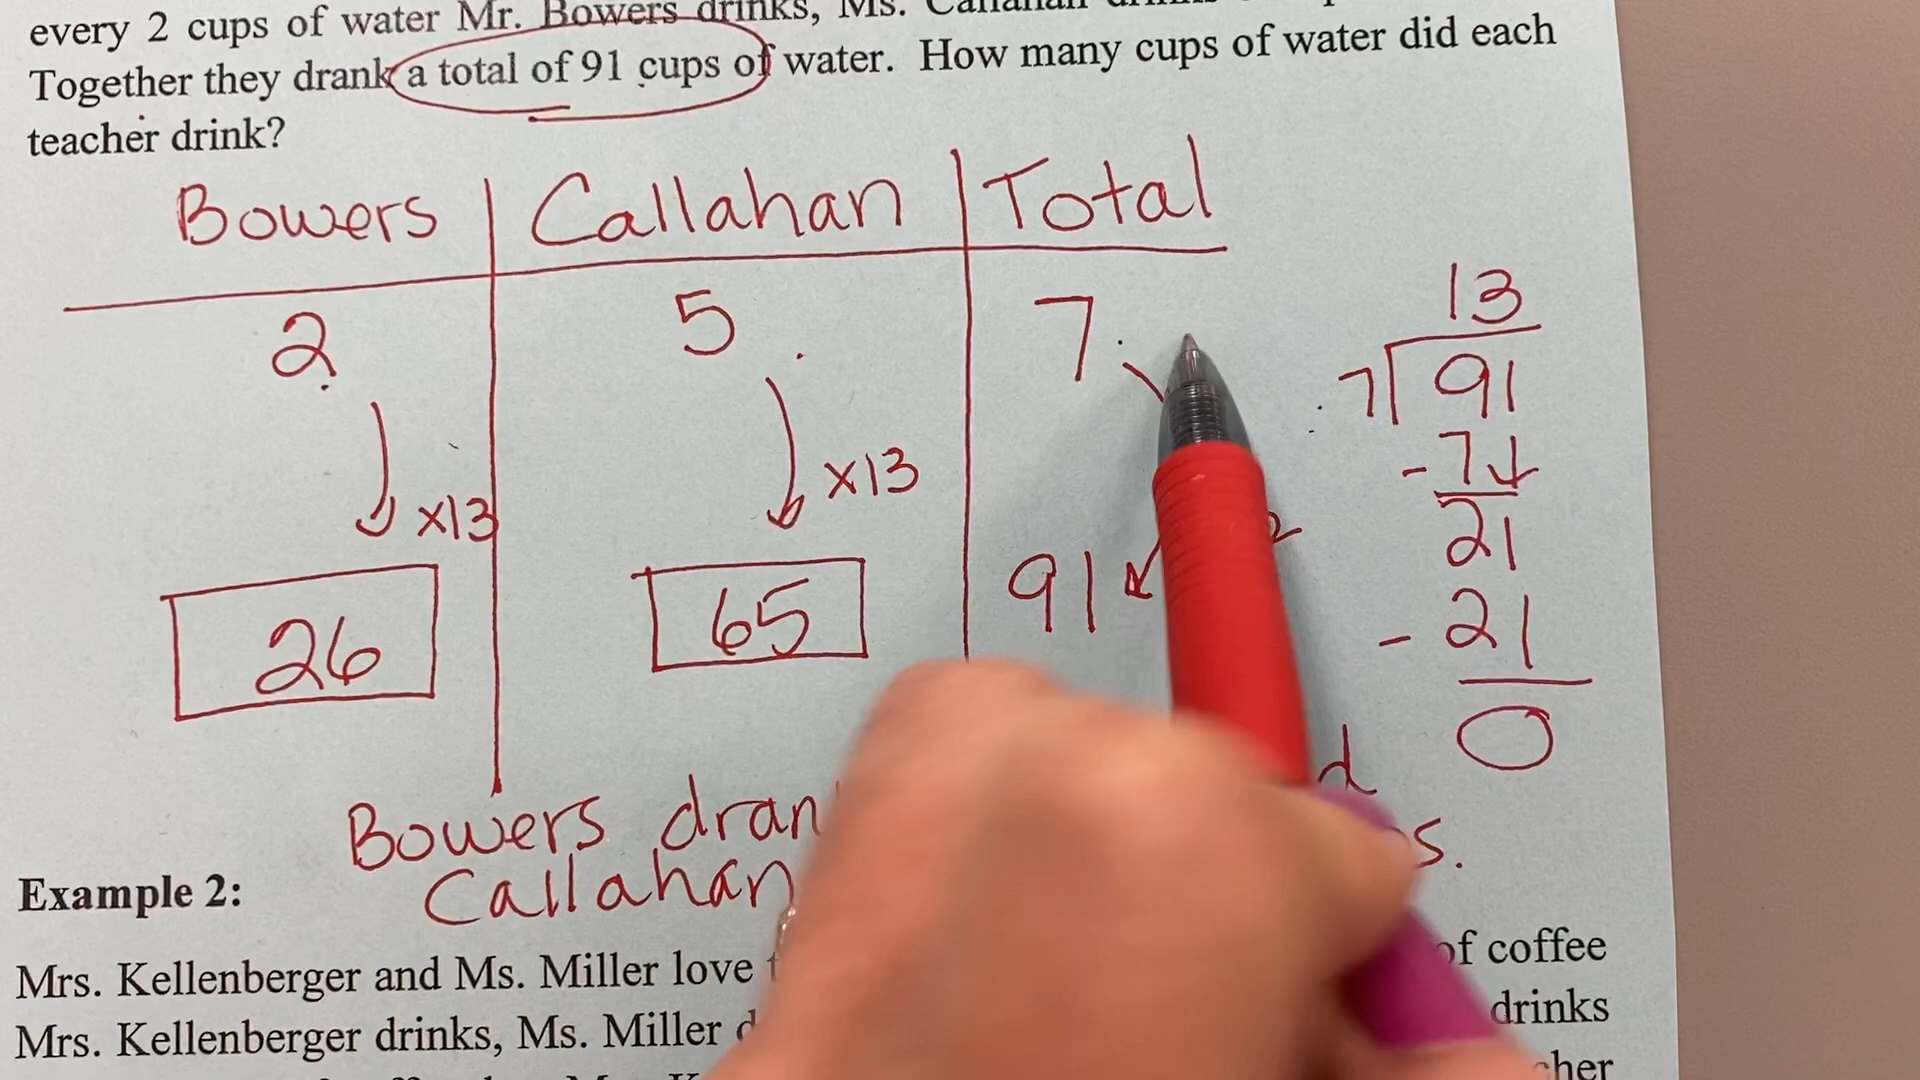 every 2 cups of water Mr. Bowers drinks, Ms. Callahan
Together they drank a total of 91 cups of water. How many cups of water did each
teacher drink?
Bowers Callahan Total
2 5 7
×13 ×13
26 65 91
13
7 91
- 7
21
- 21
0
Bowers
Callahan
Example 2:
Mrs. Kellenberger and Ms. Miller love of coffee
Mrs. Kellenberger drinks, Ms. Miller drinks